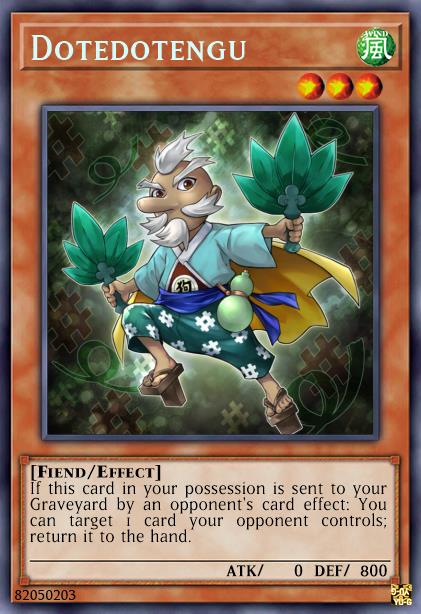 DOTEDOTENGU
WIND
風
狗
[FIEND/EFFECT]
If this card in your possession is sent to your
Graveyard by an opponent's card effect: You
can target 1 card your opponent controls;
return it to the hand.
ATK/ 0 DEF/ 800
82050203